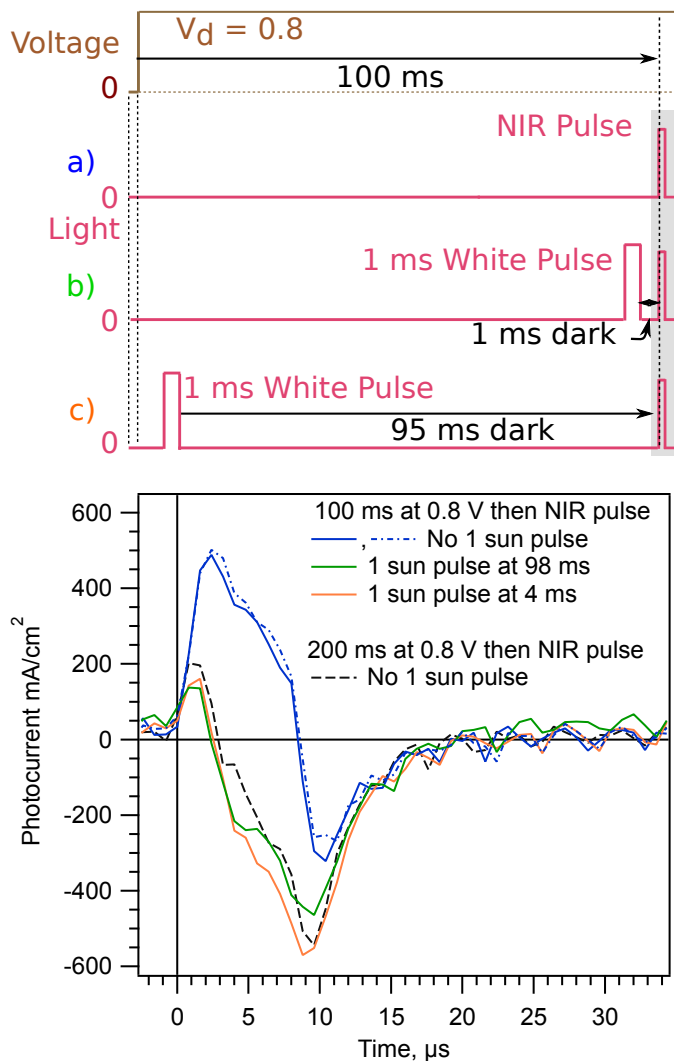 Voltage
V_d = 0.8
0
100 ms
NIR Pulse
a)
0
Light
1 ms White Pulse
b)
0
1 ms dark
1 ms White Pulse
c)
95 ms dark
0
600
400
200
0
-200
-400
-600
Photocurrent mA/cm²
100 ms at 0.8 V then NIR pulse
, No 1 sun pulse
1 sun pulse at 98 ms
1 sun pulse at 4 ms
200 ms at 0.8 V then NIR pulse
No 1 sun pulse
0 5 10 15 20 25 30
Time, µs